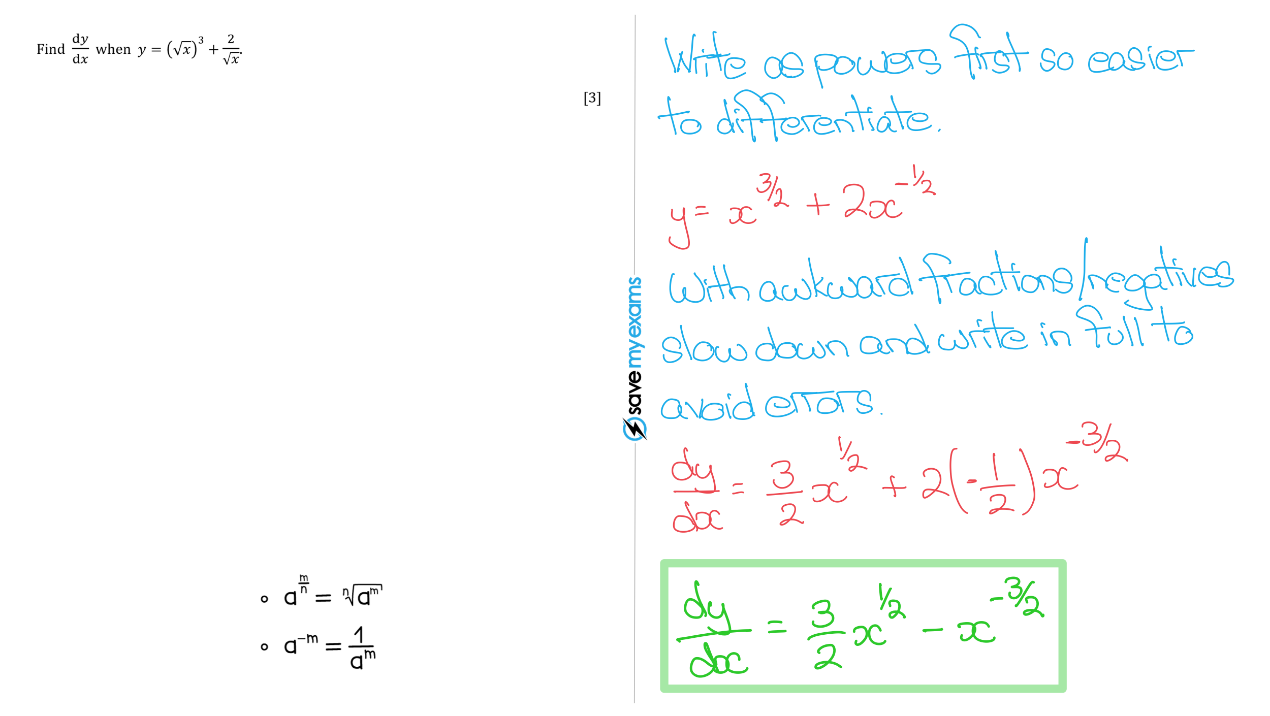 Find dy/dx when y = (√x)³ + 2/√x.
[3]
∘ a^(m/n) = ⁿ√(a^m)
∘ a^(-m) = 1/a^m
save my exams
Write as powers first so easier
to differentiate.
y = x^(3/2) + 2x^(-1/2)
With awkward fractions/negatives
slow down and write in full to
avoid errors.
dy/dx = 3/2 x^(1/2) + 2(-1/2)x^(-3/2)
dy/dx = 3/2 x^(1/2) - x^(-3/2)